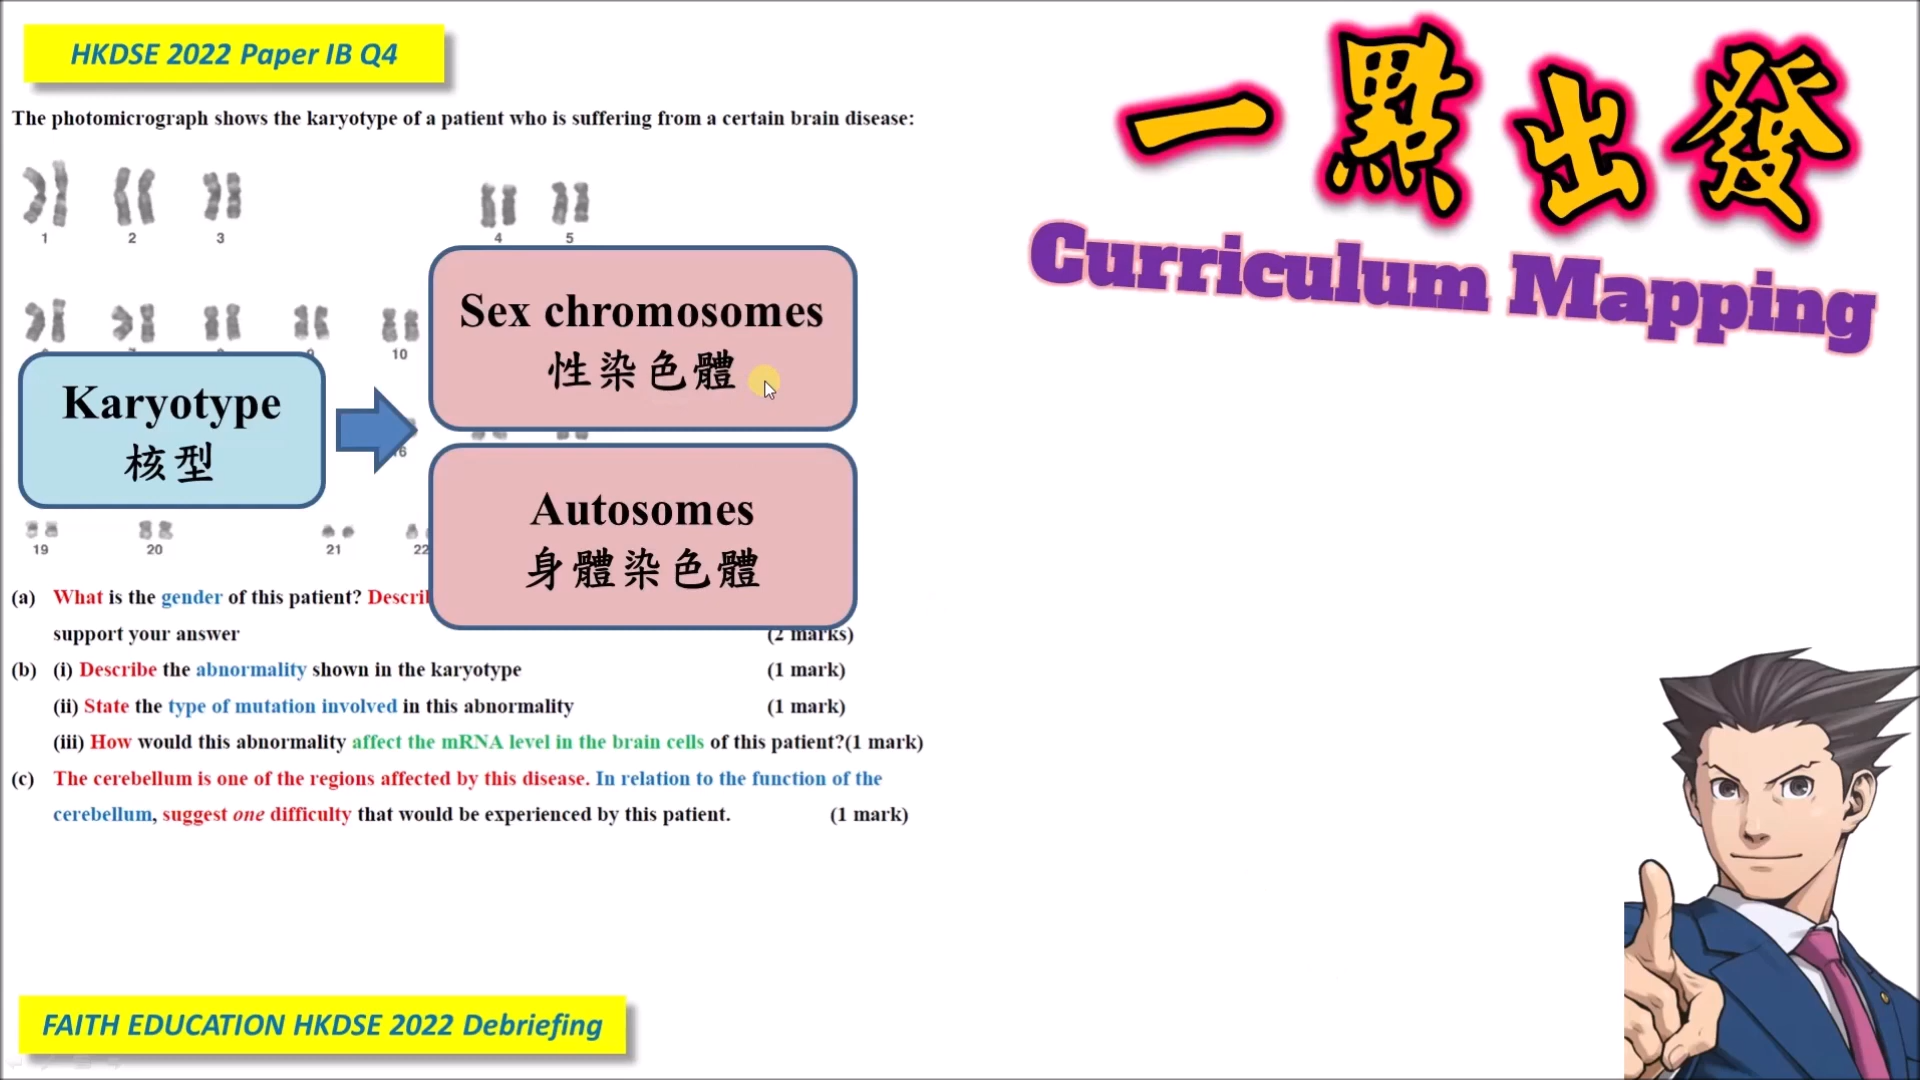 HKDSE 2022 Paper IB Q4
一點出發
Curriculum Mapping
The photomicrograph shows the karyotype of a patient who is suffering from a certain brain disease:
1 2 3 4 5
10
Sex chromosomes
性染色體
Karyotype
核型
Autosomes
身體染色體
19 20 21 22
(a) What is the gender of this patient?
support your answer (2 marks)
(b) (i) Describe the abnormality shown in the karyotype (1 mark)
(ii) State the type of mutation involved in this abnormality (1 mark)
(iii) How would this abnormality affect the mRNA level in the brain cells of this patient?(1 mark)
(c) The cerebellum is one of the regions affected by this disease. In relation to the function of the
cerebellum, suggest one difficulty that would be experienced by this patient. (1 mark)
FAITH EDUCATION HKDSE 2022 Debriefing